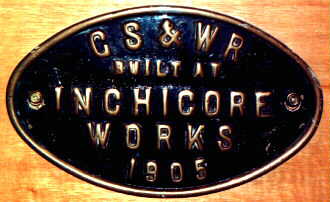 GS&WR
BUILT AT
INCHICORE
WORKS
1905